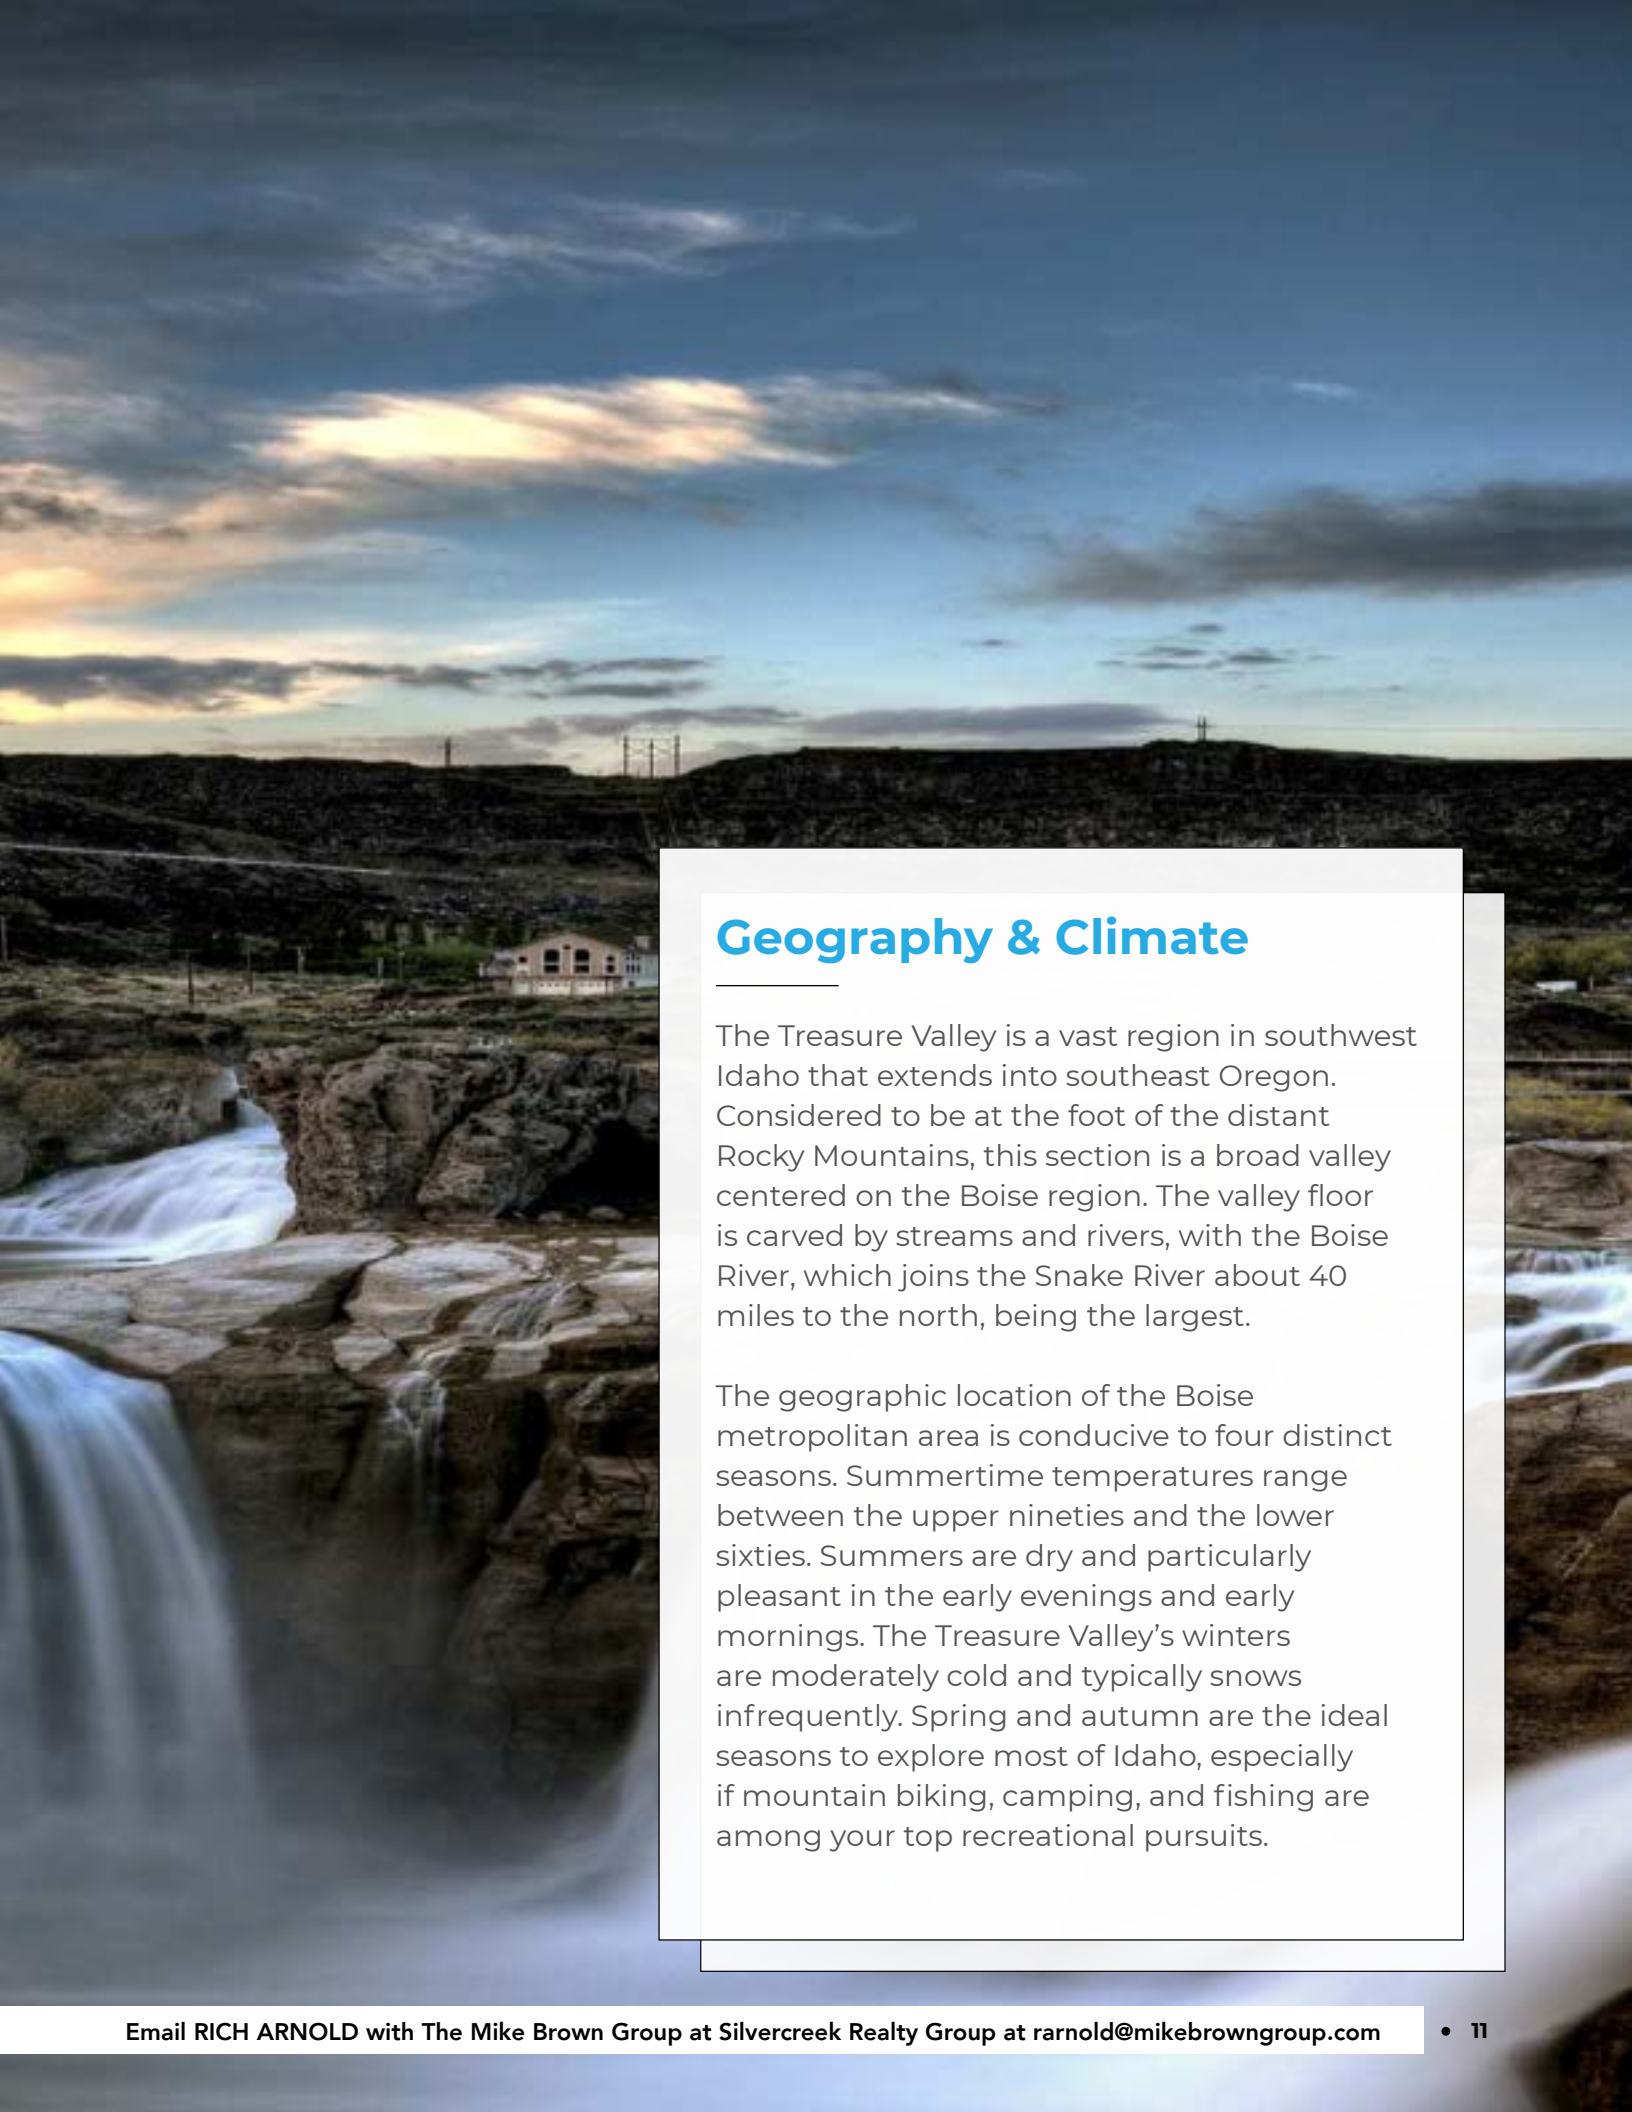 Geography & Climate
The Treasure Valley is a vast region in southwest
Idaho that extends into southeast Oregon.
Considered to be at the foot of the distant
Rocky Mountains, this section is a broad valley
centered on the Boise region. The valley floor
is carved by streams and rivers, with the Boise
River, which joins the Snake River about 40
miles to the north, being the largest.
The geographic location of the Boise
metropolitan area is conducive to four distinct
seasons. Summertime temperatures range
between the upper nineties and the lower
sixties. Summers are dry and particularly
pleasant in the early evenings and early
mornings. The Treasure Valley’s winters
are moderately cold and typically snows
infrequently. Spring and autumn are the ideal
seasons to explore most of Idaho, especially
if mountain biking, camping, and fishing are
among your top recreational pursuits.
Email RICH ARNOLD with The Mike Brown Group at Silvercreek Realty Group at rarnold@mikebrowngroup.com • 11